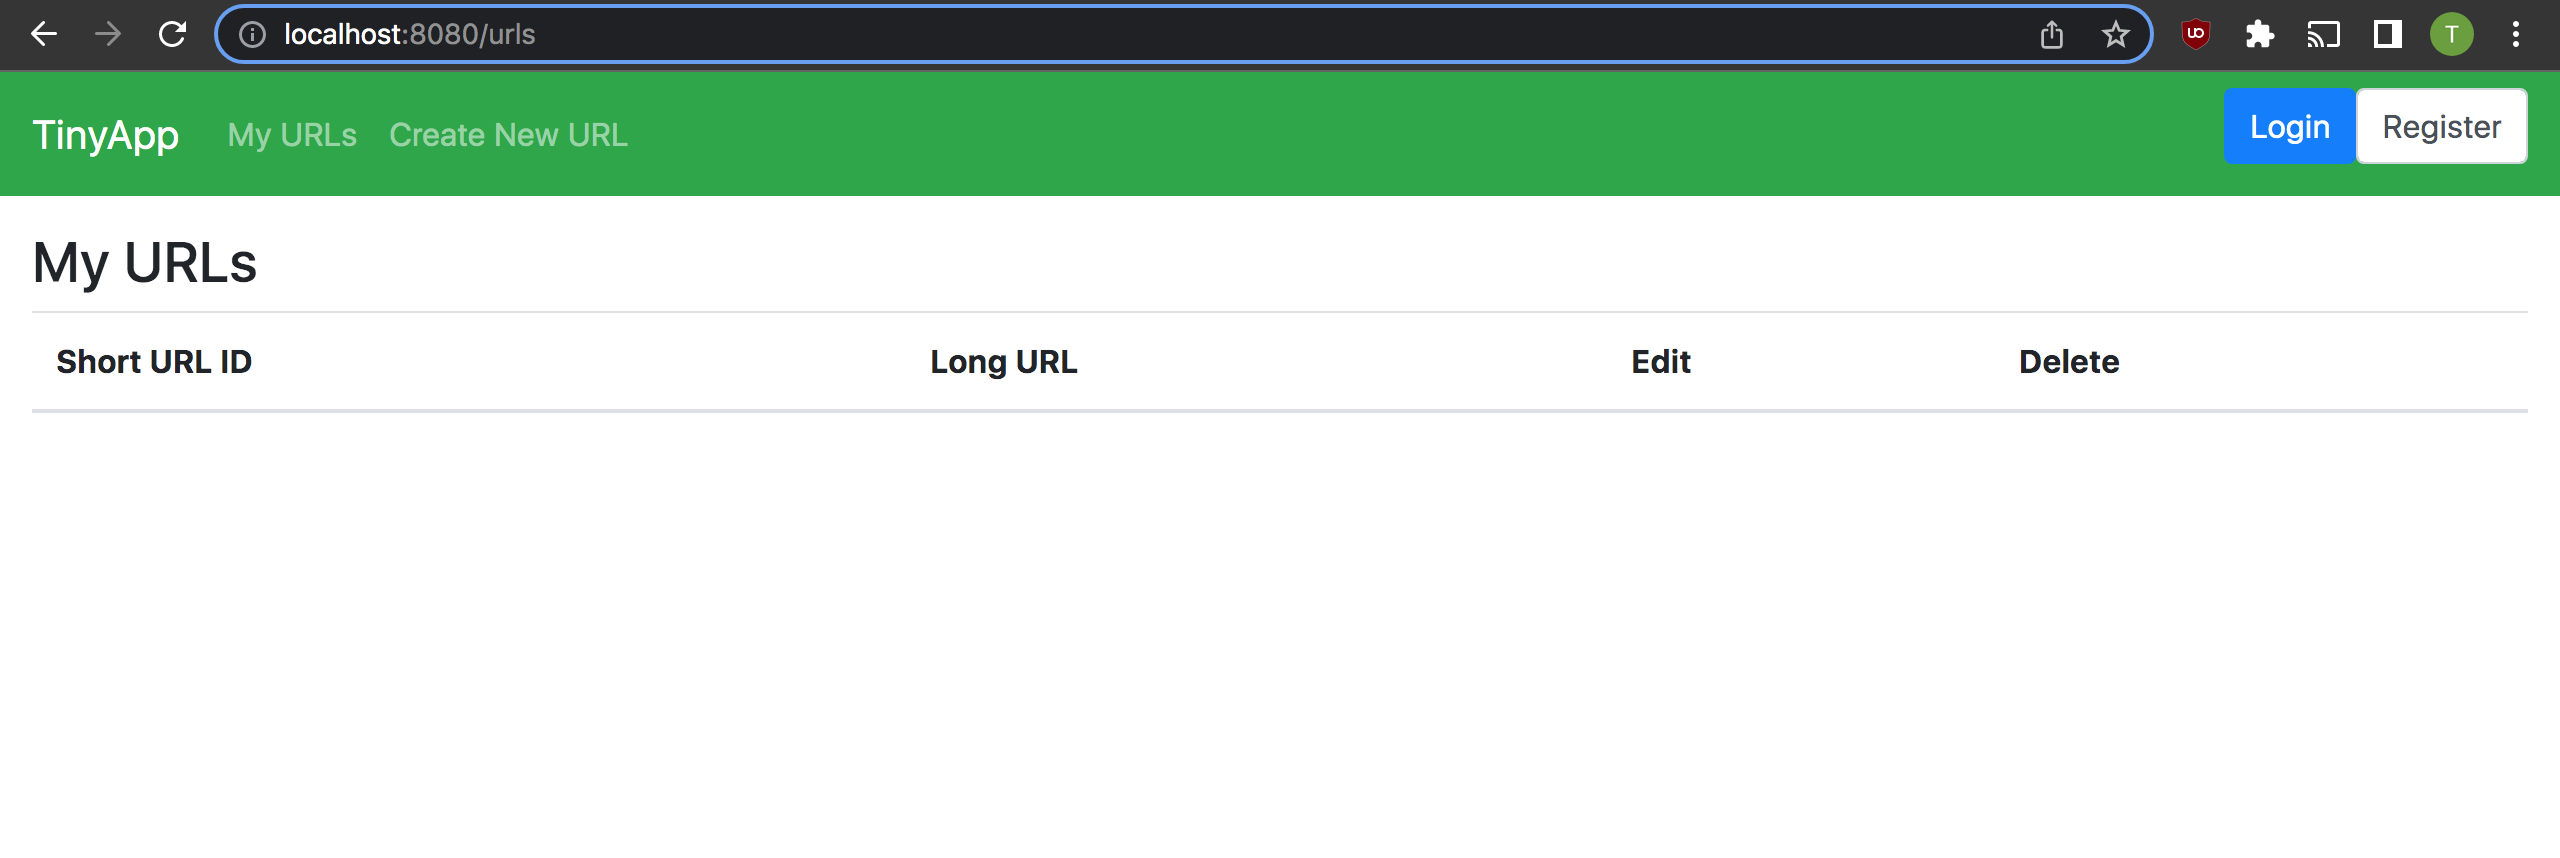 localhost:8080/urls
T
TinyApp My URLs Create New URL Login Register
My URLs
Short URL ID Long URL Edit Delete